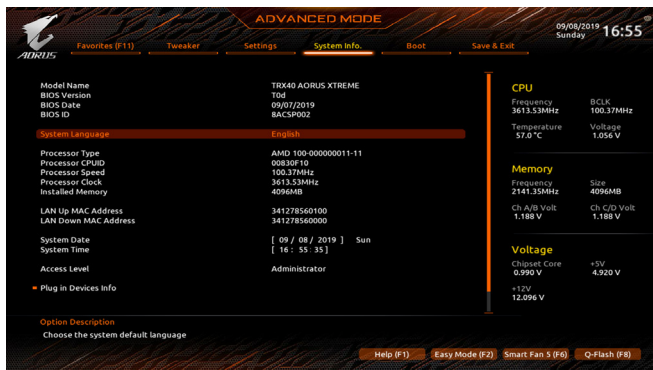 ADVANCED MODE
09/08/2019 16:55
Sunday
AORUS
Favorites (F11) Tweaker Settings System Info. Boot Save & Exit
Model Name TRX40 AORUS XTREME
BIOS Version T0d
BIOS Date 09/07/2019
BIOS ID 8ACSP002
System Language English
Processor Type AMD 100-000000011-11
Processor CPUID 00830F10
Processor Speed 100.37MHz
Processor Clock 3613.53MHz
Installed Memory 4096MB
LAN Up MAC Address 341278560100
LAN Down MAC Address 341278560000
System Date [ 09 / 08 / 2019 ] Sun
System Time [ 16 : 55 : 35 ]
Access Level Administrator
Plug in Devices Info
CPU
Frequency BCLK
3613.53MHz 100.37MHz
Temperature Voltage
57.0 °C 1.056 V
Memory
Frequency Size
2141.35MHz 4096MB
Ch A/B Volt Ch C/D Volt
1.188 V 1.188 V
Voltage
Chipset Core +5V
0.990 V 4.920 V
+12V
12.096 V
Option Description
Choose the system default language
Help (F1) Easy Mode (F2) Smart Fan 5 (F6) Q-Flash (F8)